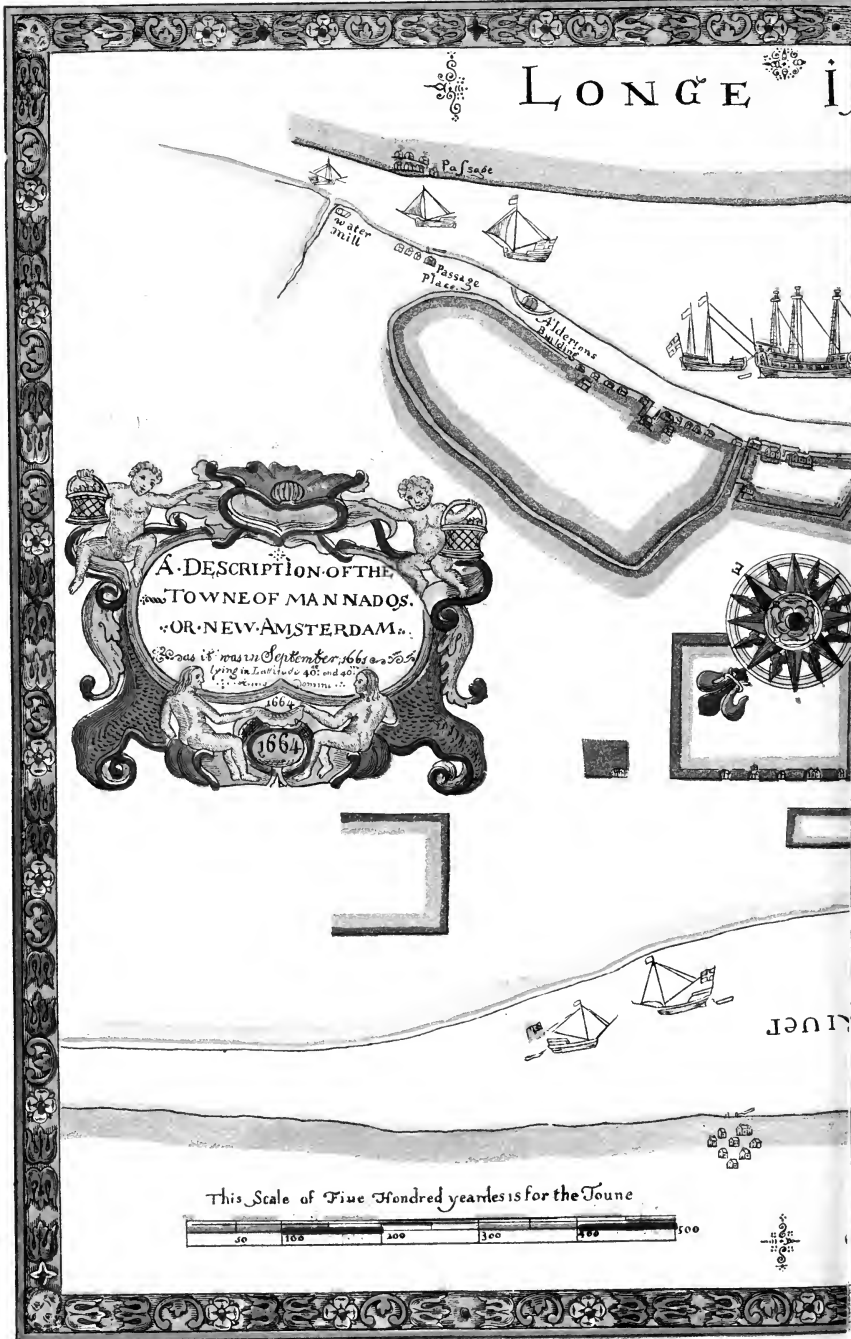 LONGE
Passage
water
Mill
Passage
Place.
Aldertons
Building
E
A·DESCRIPTION·OF THE
TOWNE OF MANNADOS.
·OR·NEW·AMSTERDAM
as it was in September, 1661
lying in Latitude 40: and 40:
1664
1664
This Scale of Fiue Hondred yeardes is for the Toune
50 100 200 300 400 500